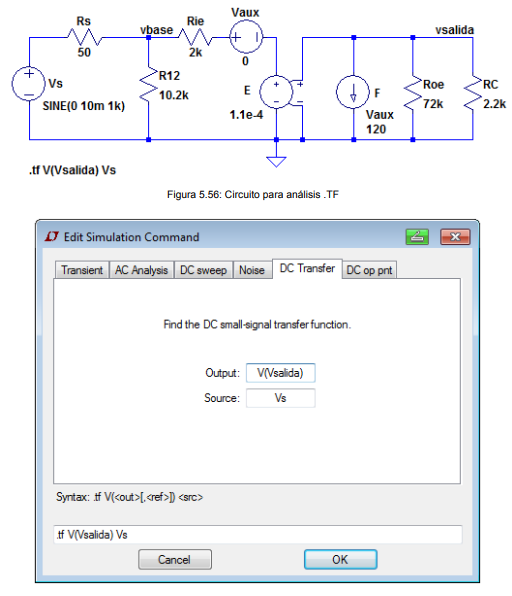 Rs
50
vbase
Rie
2k
Vaux
0
vsalida
Vs
SINE(0 10m 1k)
R12
10.2k
E
1.1e-4
F
Vaux
120
Roe
72k
RC
2.2k
.tf V(Vsalida) Vs
Figura 5.56: Circuito para análisis .TF
Edit Simulation Command
Transient AC Analysis DC sweep Noise DC Transfer DC op pnt
Find the DC small-signal transfer function.
Output: V(Vsalida)
Source: Vs
Syntax: .tf V(<out>[,<ref>]) <src>
.tf V(Vsalida) Vs
Cancel OK